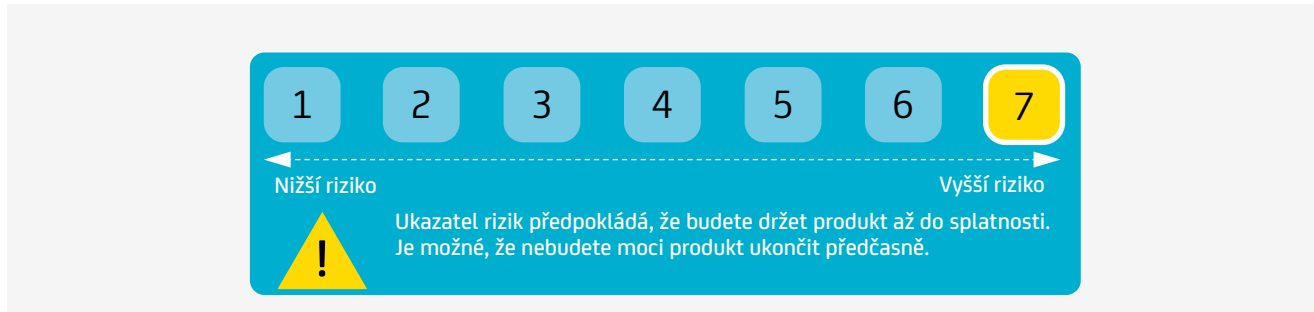 1 2 3 4 5 6 7
Nižší riziko Vyšší riziko
Ukazatel rizik předpokládá, že budete držet produkt až do splatnosti.
! Je možné, že nebudete moci produkt ukončit předčasně.